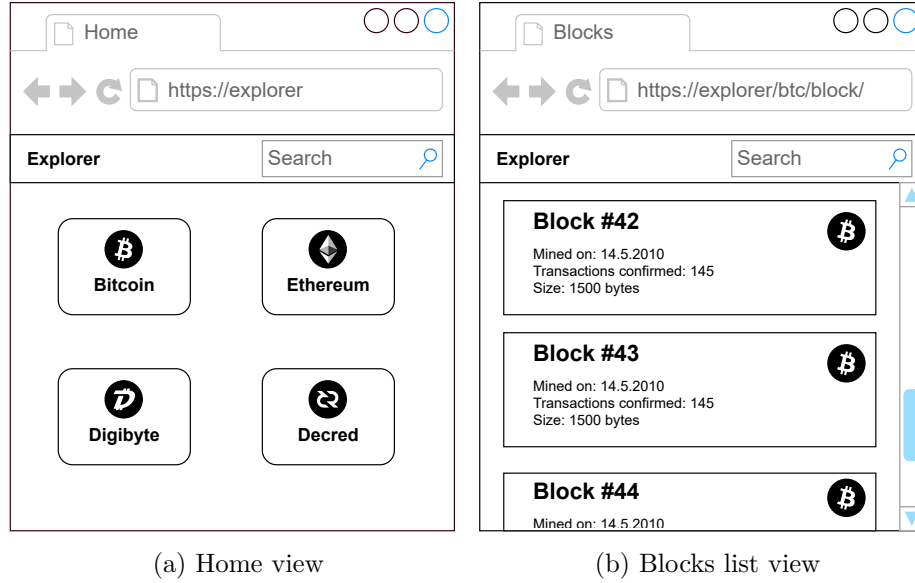 Home
https://explorer
Explorer
Search
Bitcoin
Ethereum
Digibyte
Decred
(a) Home view
Blocks
https://explorer/btc/block/
Explorer
Search
Block #42
Mined on: 14.5.2010
Transactions confirmed: 145
Size: 1500 bytes
Block #43
Mined on: 14.5.2010
Transactions confirmed: 145
Size: 1500 bytes
Block #44
Mined on: 14.5.2010
(b) Blocks list view